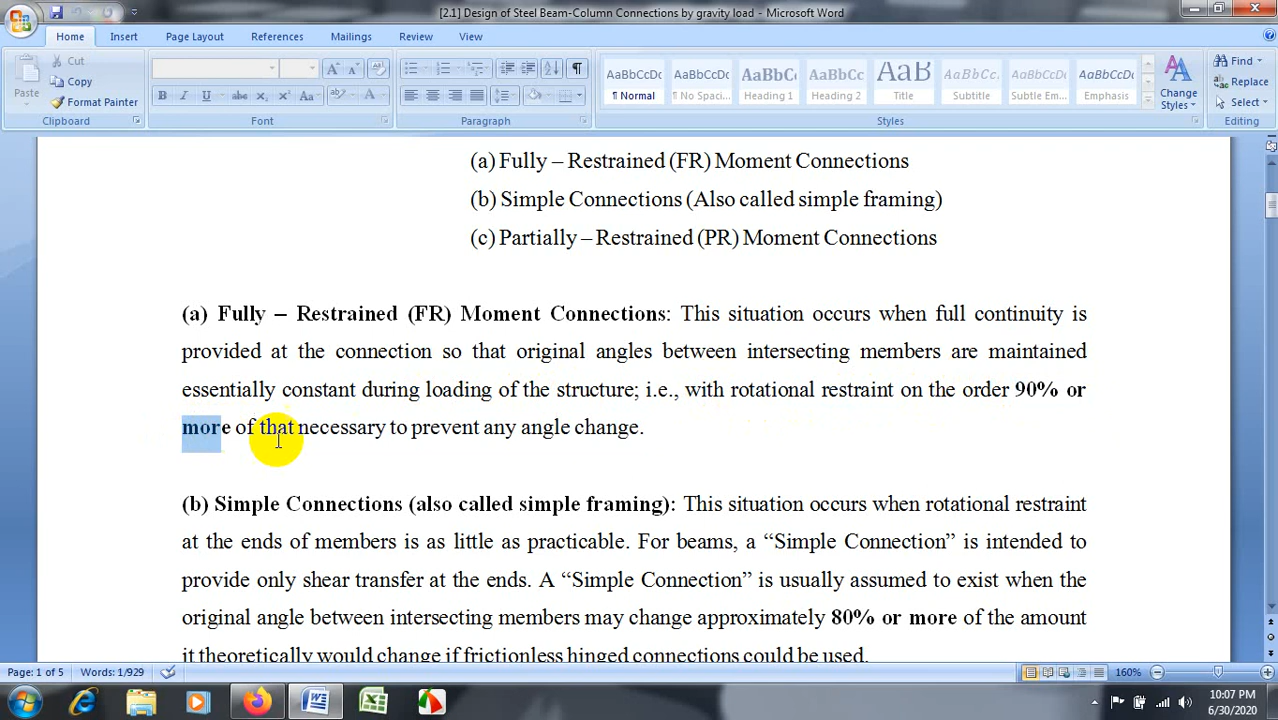 [2.1] Design of Steel Beam-Column Connections by gravity load - Microsoft Word
Home Insert Page Layout References Mailings Review View
Cut
Copy
Paste
Format Painter
AaBbCcDc AaBbCcDc AaBbC AaBbCc AaB AaBbCc. AaBbCcDc AaBbCcDc
¶ Normal ¶ No Spaci... Heading 1 Heading 2 Title Subtitle Subtle Em... Emphasis
Change Styles
Find
Replace
Select
Clipboard Font Paragraph Styles Editing
(a) Fully – Restrained (FR) Moment Connections
(b) Simple Connections (Also called simple framing)
(c) Partially – Restrained (PR) Moment Connections
(a) Fully – Restrained (FR) Moment Connections: This situation occurs when full continuity is
provided at the connection so that original angles between intersecting members are maintained
essentially constant during loading of the structure; i.e., with rotational restraint on the order 90% or
more of that necessary to prevent any angle change.
(b) Simple Connections (also called simple framing): This situation occurs when rotational restraint
at the ends of members is as little as practicable. For beams, a “Simple Connection” is intended to
provide only shear transfer at the ends. A “Simple Connection” is usually assumed to exist when the
original angle between intersecting members may change approximately 80% or more of the amount
it theoretically would change if frictionless hinged connections could be used.
Page: 1 of 5 Words: 1/929 160%
10:07 PM
6/30/2020